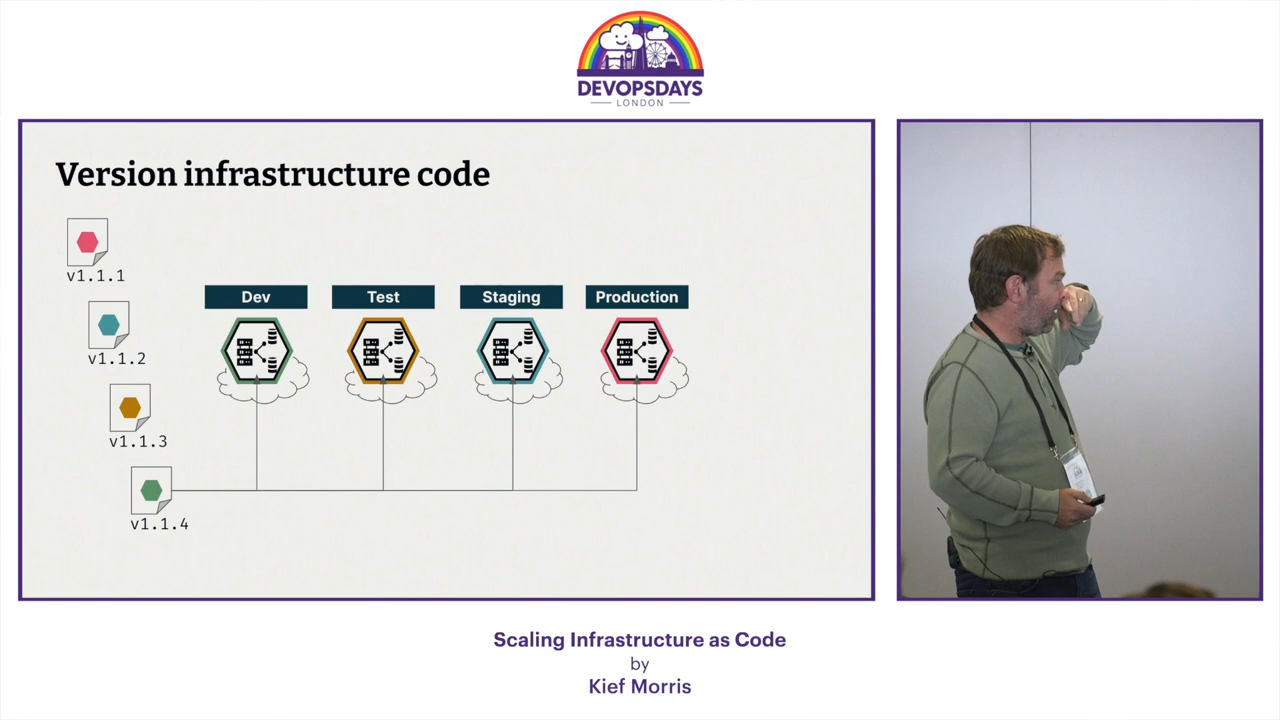 DEVOPSDAYS
LONDON
Version infrastructure code
v1.1.1
v1.1.2
v1.1.3
v1.1.4
Dev
Test
Staging
Production
Scaling Infrastructure as Code
by
Kief Morris